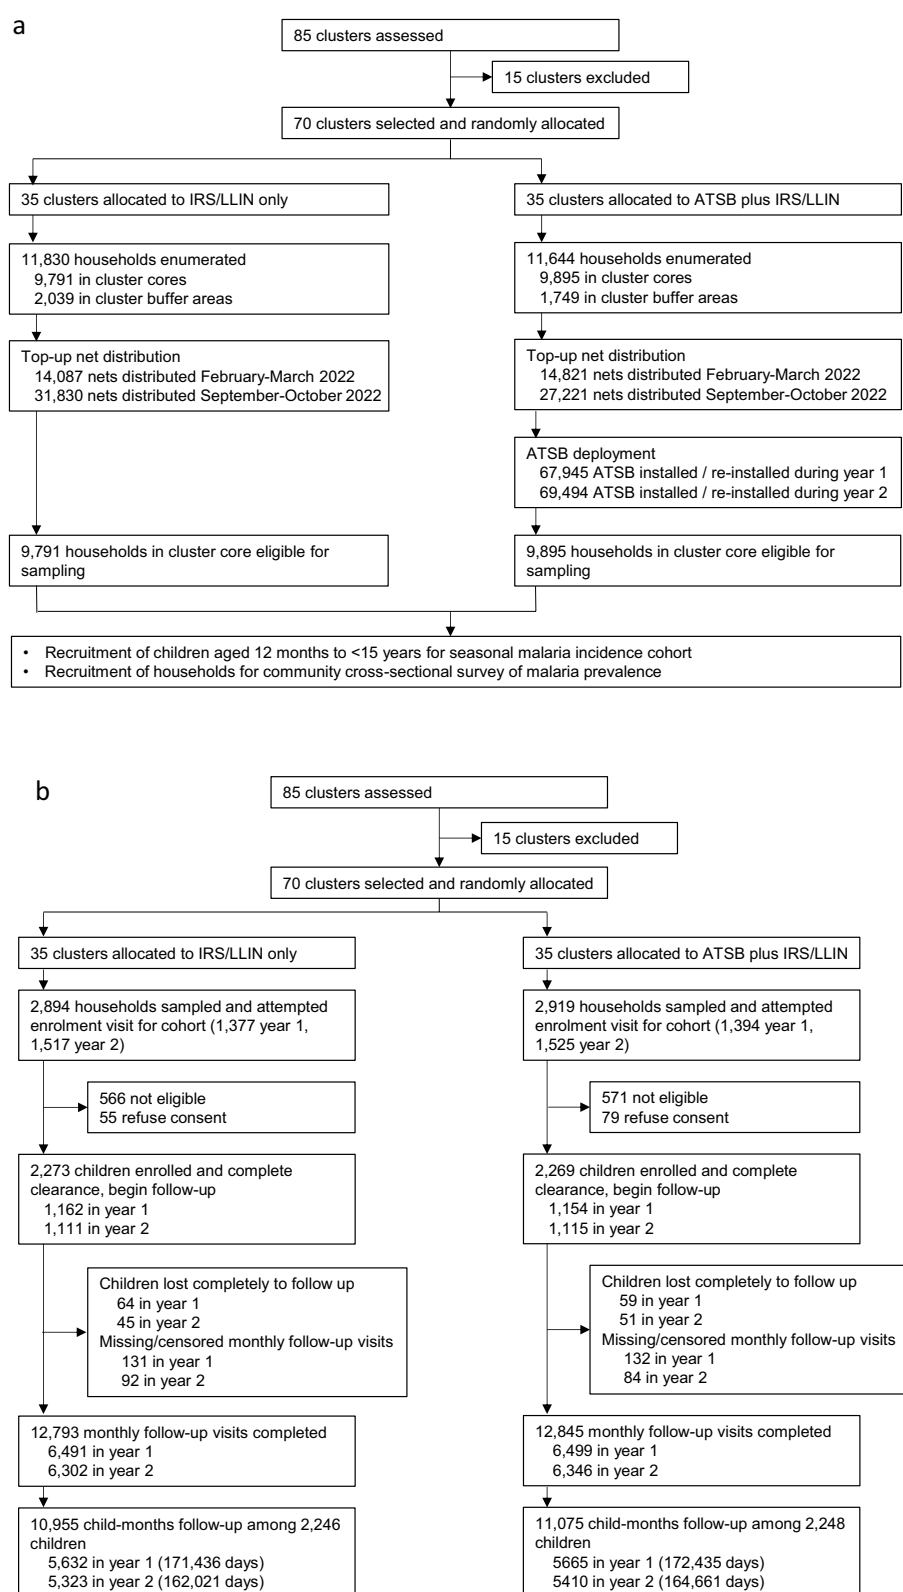 a
85 clusters assessed
15 clusters excluded
70 clusters selected and randomly allocated
35 clusters allocated to IRS/LLIN only
35 clusters allocated to ATSB plus IRS/LLIN
11,830 households enumerated
9,791 in cluster cores
2,039 in cluster buffer areas
11,644 households enumerated
9,895 in cluster cores
1,749 in cluster buffer areas
Top-up net distribution
14,087 nets distributed February-March 2022
31,830 nets distributed September-October 2022
Top-up net distribution
14,821 nets distributed February-March 2022
27,221 nets distributed September-October 2022
ATSB deployment
67,945 ATSB installed / re-installed during year 1
69,494 ATSB installed / re-installed during year 2
9,791 households in cluster core eligible for
sampling
9,895 households in cluster core eligible for
sampling
• Recruitment of children aged 12 months to <15 years for seasonal malaria incidence cohort
• Recruitment of households for community cross-sectional survey of malaria prevalence
b
85 clusters assessed
15 clusters excluded
70 clusters selected and randomly allocated
35 clusters allocated to IRS/LLIN only
35 clusters allocated to ATSB plus IRS/LLIN
2,894 households sampled and attempted
enrolment visit for cohort (1,377 year 1,
1,517 year 2)
2,919 households sampled and attempted
enrolment visit for cohort (1,394 year 1,
1,525 year 2)
566 not eligible
55 refuse consent
571 not eligible
79 refuse consent
2,273 children enrolled and complete
clearance, begin follow-up
1,162 in year 1
1,111 in year 2
2,269 children enrolled and complete
clearance, begin follow-up
1,154 in year 1
1,115 in year 2
Children lost completely to follow up
64 in year 1
45 in year 2
Missing/censored monthly follow-up visits
131 in year 1
92 in year 2
Children lost completely to follow up
59 in year 1
51 in year 2
Missing/censored monthly follow-up visits
132 in year 1
84 in year 2
12,793 monthly follow-up visits completed
6,491 in year 1
6,302 in year 2
12,845 monthly follow-up visits completed
6,499 in year 1
6,346 in year 2
10,955 child-months follow-up among 2,246
children
5,632 in year 1 (171,436 days)
5,323 in year 2 (162,021 days)
11,075 child-months follow-up among 2,248
children
5665 in year 1 (172,435 days)
5410 in year 2 (164,661 days)